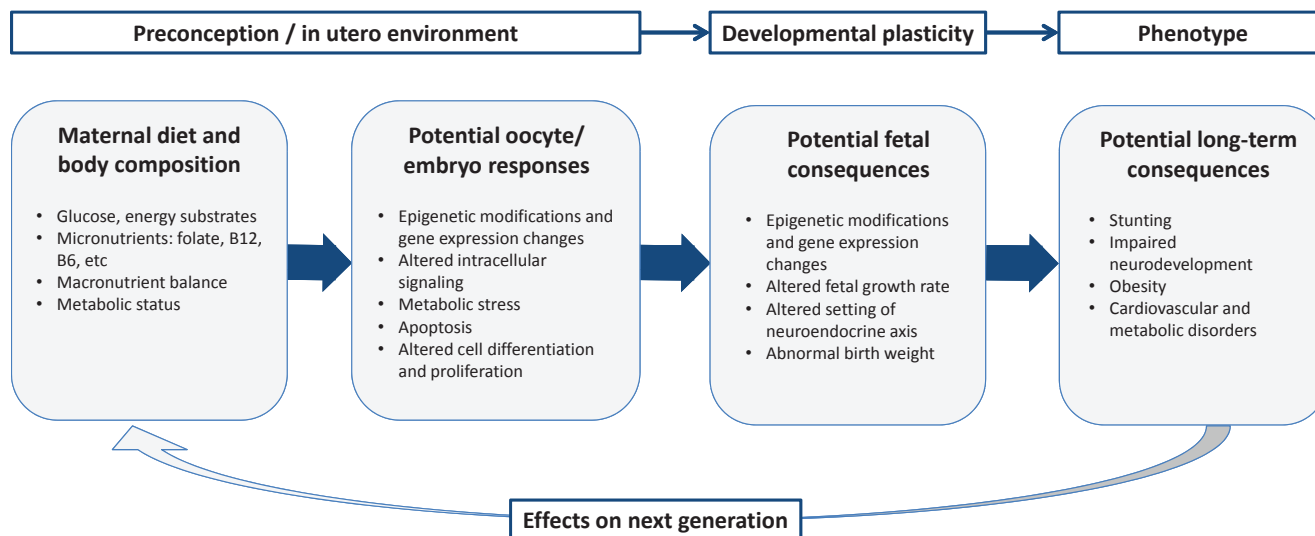 Preconception / in utero environment
Developmental plasticity
Phenotype
Maternal diet and
body composition
• Glucose, energy substrates
• Micronutrients: folate, B12,
B6, etc
• Macronutrient balance
• Metabolic status
Potential oocyte/
embryo responses
• Epigenetic modifications and
gene expression changes
• Altered intracellular
signaling
• Metabolic stress
• Apoptosis
• Altered cell differentiation
and proliferation
Potential fetal
consequences
• Epigenetic modifications
and gene expression
changes
• Altered fetal growth rate
• Altered setting of
neuroendocrine axis
• Abnormal birth weight
Potential long-term
consequences
• Stunting
• Impaired
neurodevelopment
• Obesity
• Cardiovascular and
metabolic disorders
Effects on next generation